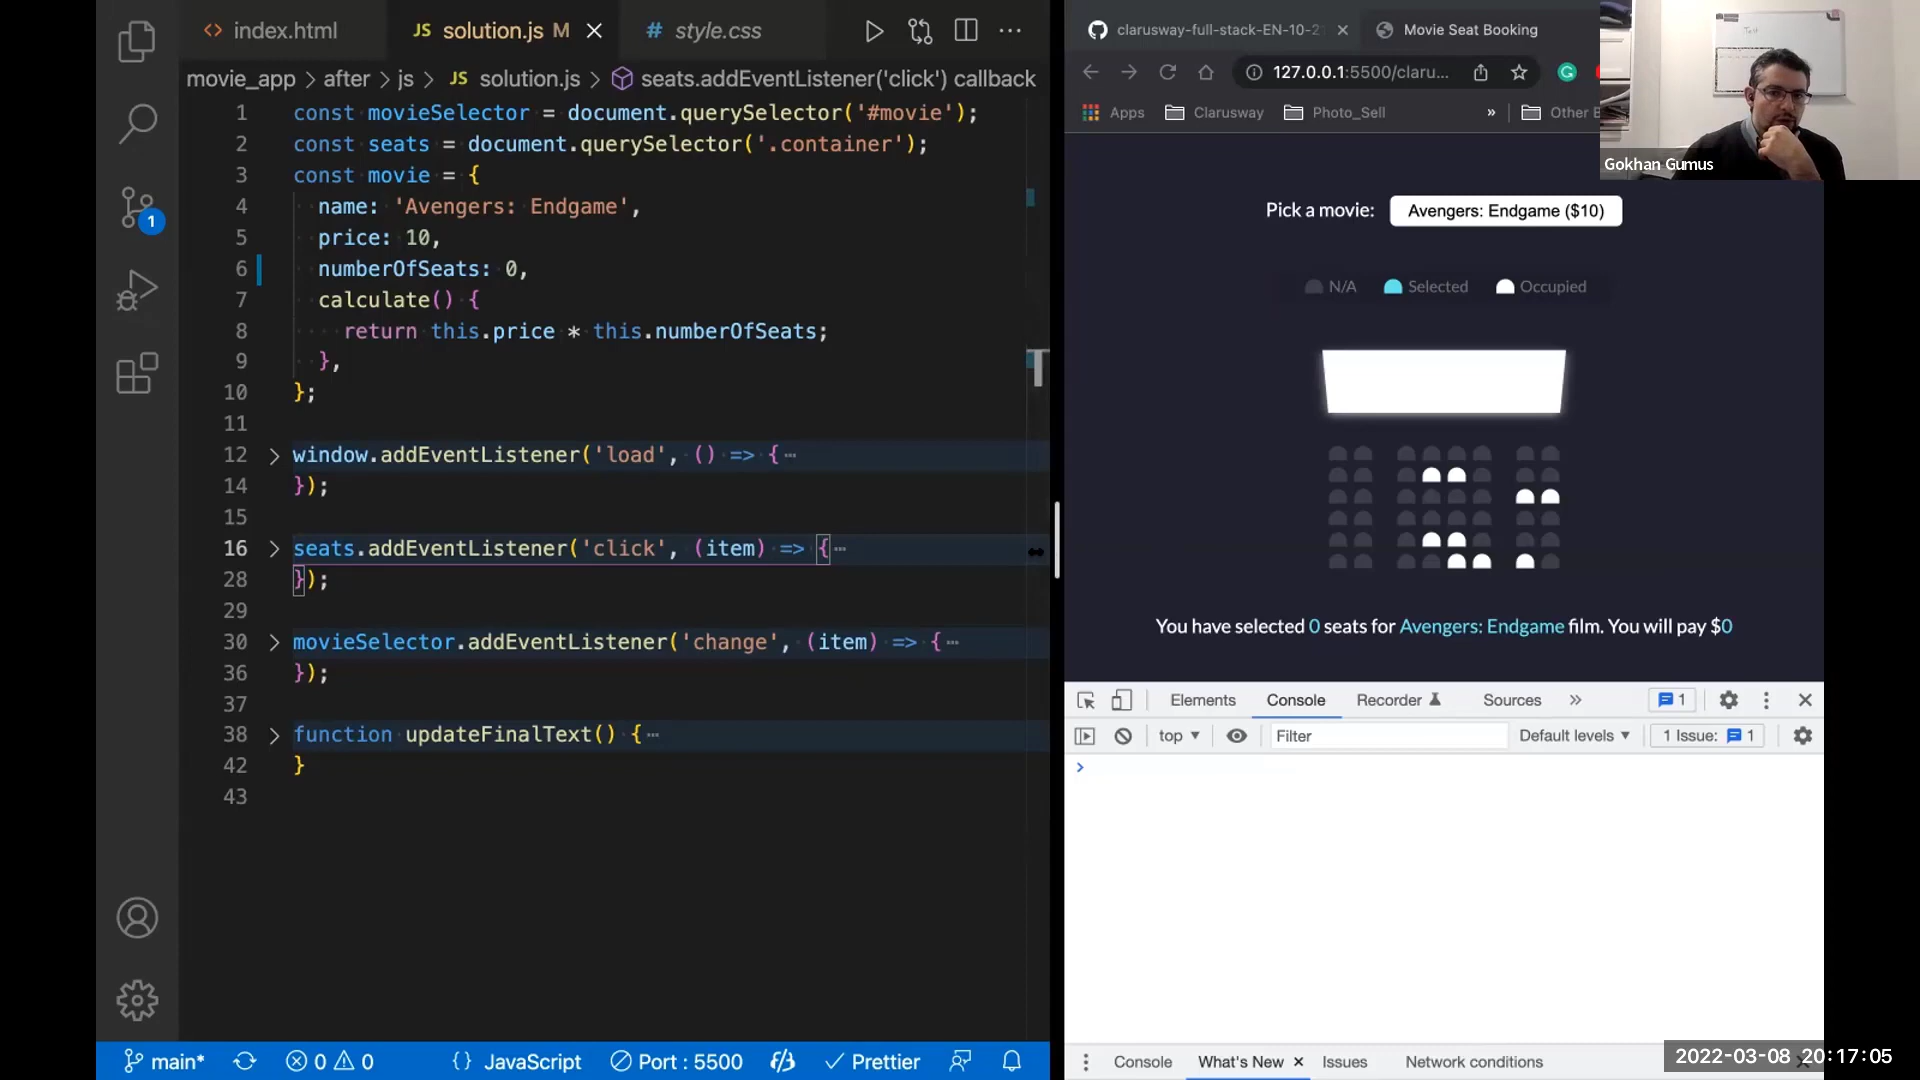 index.html
JS solution.js M
# style.css
movie_app > after > js > JS solution.js > seats.addEventListener('click') callback
1 const movieSelector = document.querySelector('#movie');
2 const seats = document.querySelector('.container');
3 const movie = {
4 name: 'Avengers: Endgame',
5 price: 10,
6 numberOfSeats: 0,
7 calculate() {
8 return this.price * this.numberOfSeats;
9 },
10 };
11
12 window.addEventListener('load', () => {
14 });
15
16 seats.addEventListener('click', (item) => {
28 });
29
30 movieSelector.addEventListener('change', (item) => {
36 });
37
38 function updateFinalText() {
42 }
43
1
main*
0 0
{} JavaScript
Port : 5500
Prettier
clarusway-full-stack-EN-10-2
Movie Seat Booking
127.0.0.1:5500/claru...
Apps Clarusway Photo_Sell » Other B
Gokhan Gumus
Pick a movie: Avengers: Endgame ($10)
N/A Selected Occupied
You have selected 0 seats for Avengers: Endgame film. You will pay $0
Elements Console Recorder Sources » 1
top Filter Default levels 1 Issue: 1
Console What's New Issues Network conditions
2022-03-08 20:17:05